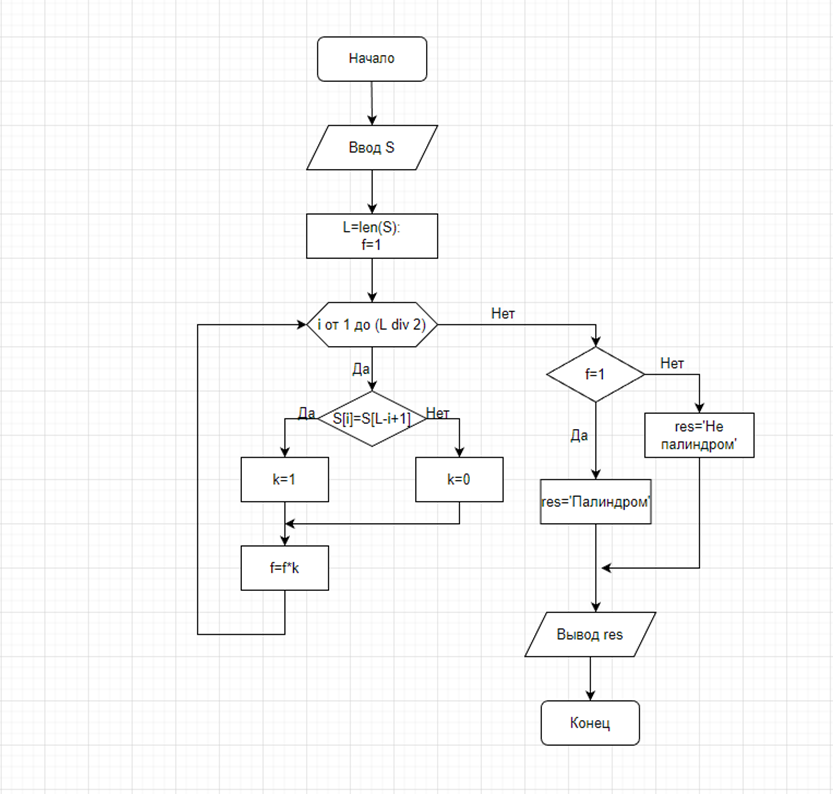 Начало
Ввод S
L=len(S):
f=1
i от 1 до (L div 2)
Нет
Да
S[i]=S[L-i+1]
Да
Нет
k=1
k=0
f=f*k
f=1
Нет
Да
res='Не
палиндром'
res='Палиндром'
Вывод res
Конец